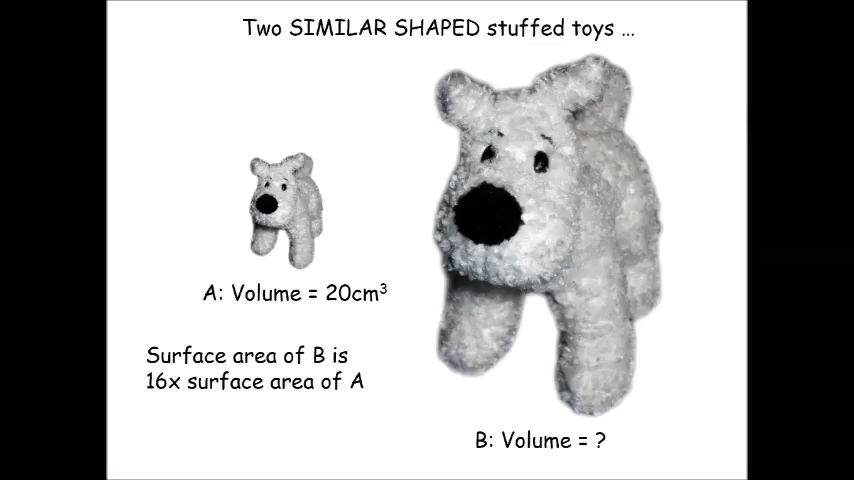 Two SIMILAR SHAPED stuffed toys ...
A: Volume = 20cm³
Surface area of B is
16x surface area of A
B: Volume = ?